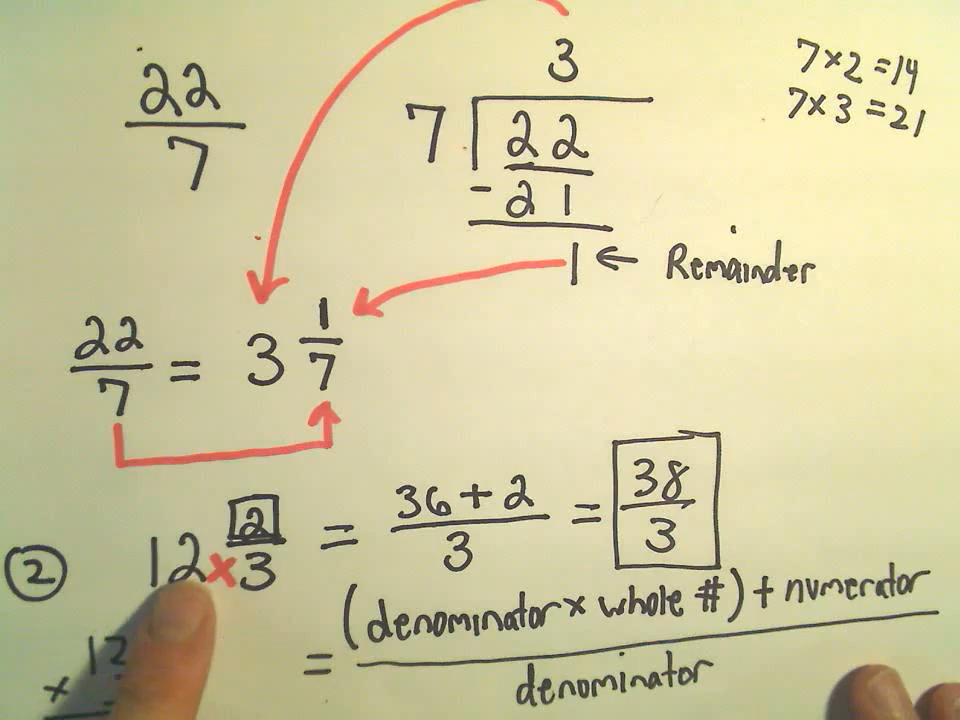 22
7
3
7 22
- 21
1 ← Remainder
7×2=14
7×3=21
22/7 = 3 1/7
② 12 × 2/3 = 36+2/3 = 38/3
= (denominator × whole #) + numerator
denominator
12
×